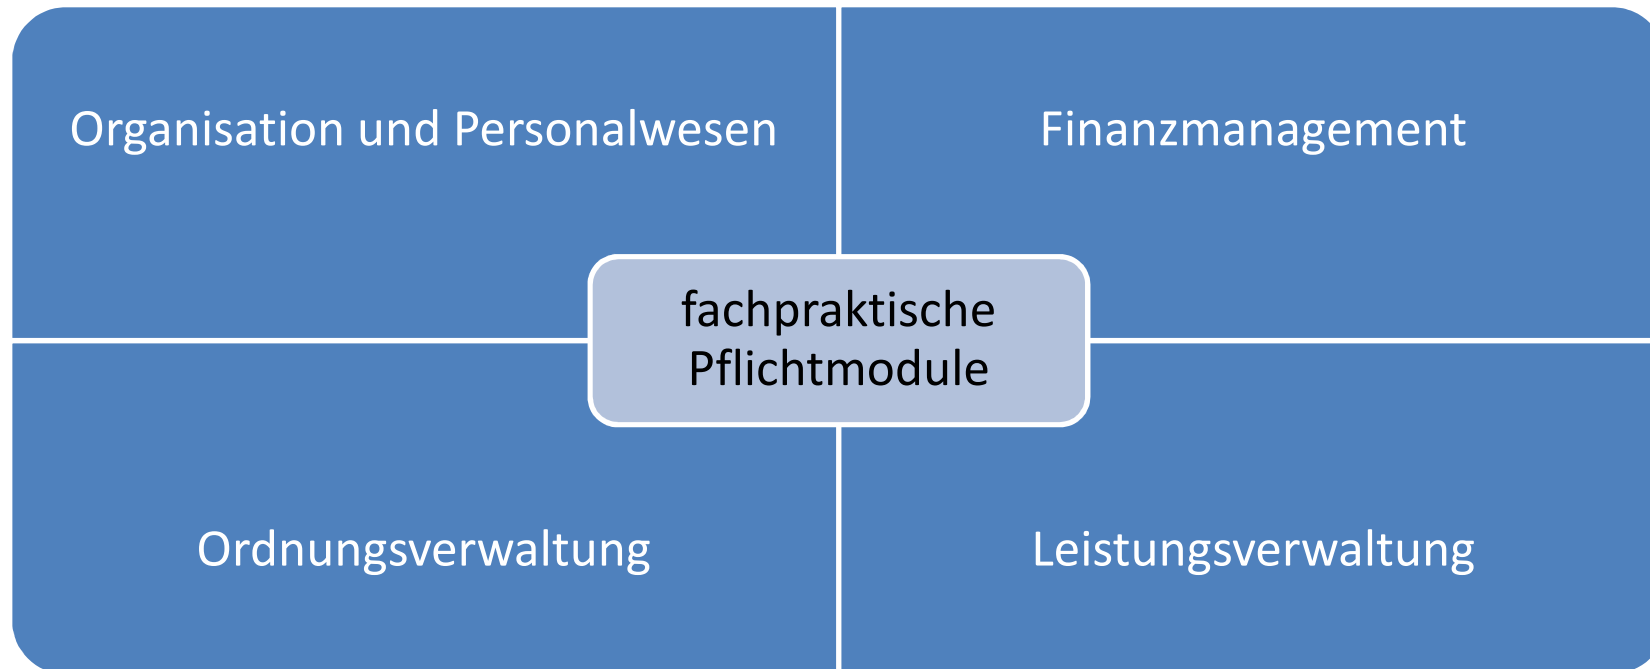 Organisation und Personalwesen
Finanzmanagement
fachpraktische
Pflichtmodule
Ordnungsverwaltung
Leistungsverwaltung